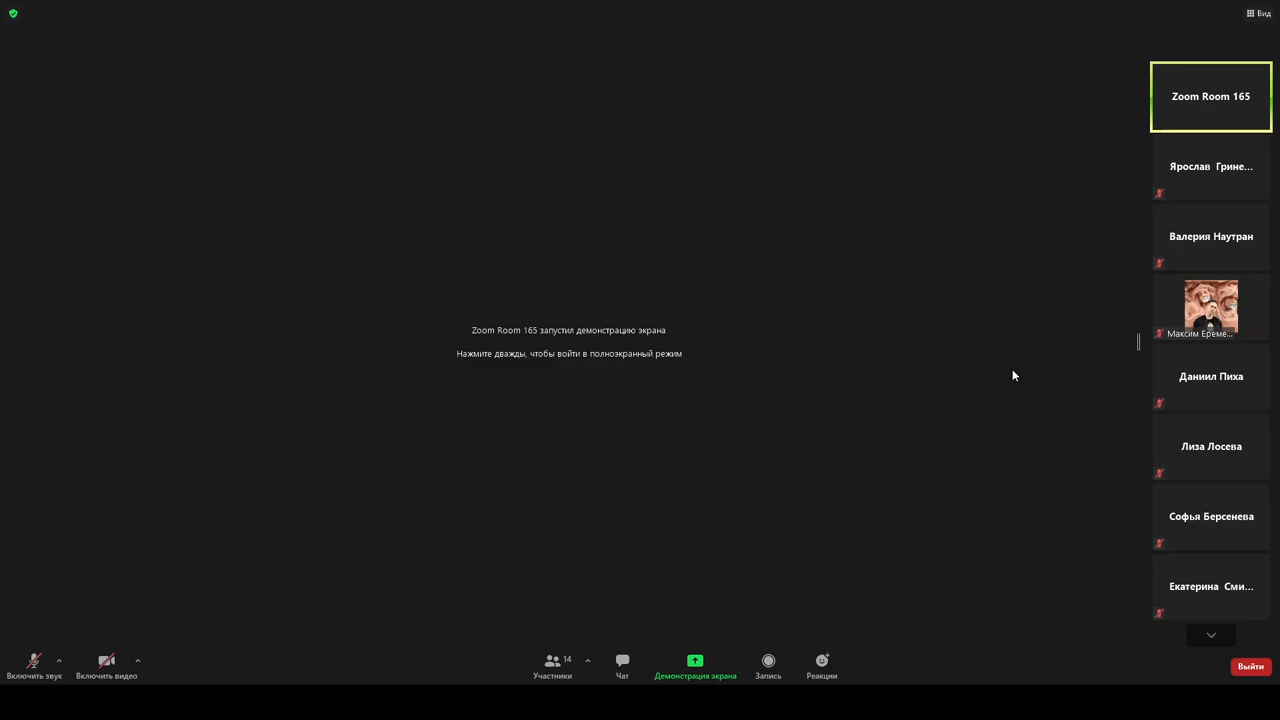 Вид
Zoom Room 165
Ярослав Грине...
Валерия Наутран
Максим Ереме...
Даниил Пиха
Лиза Лосева
Софья Берсенева
Екатерина Сми...
Zoom Room 165 запустил демонстрацию экрана
Нажмите дважды, чтобы войти в полноэкранный режим
Включить звук
Включить видео
14
Участники
Чат
Демонстрация экрана
Запись
Реакции
Выйти